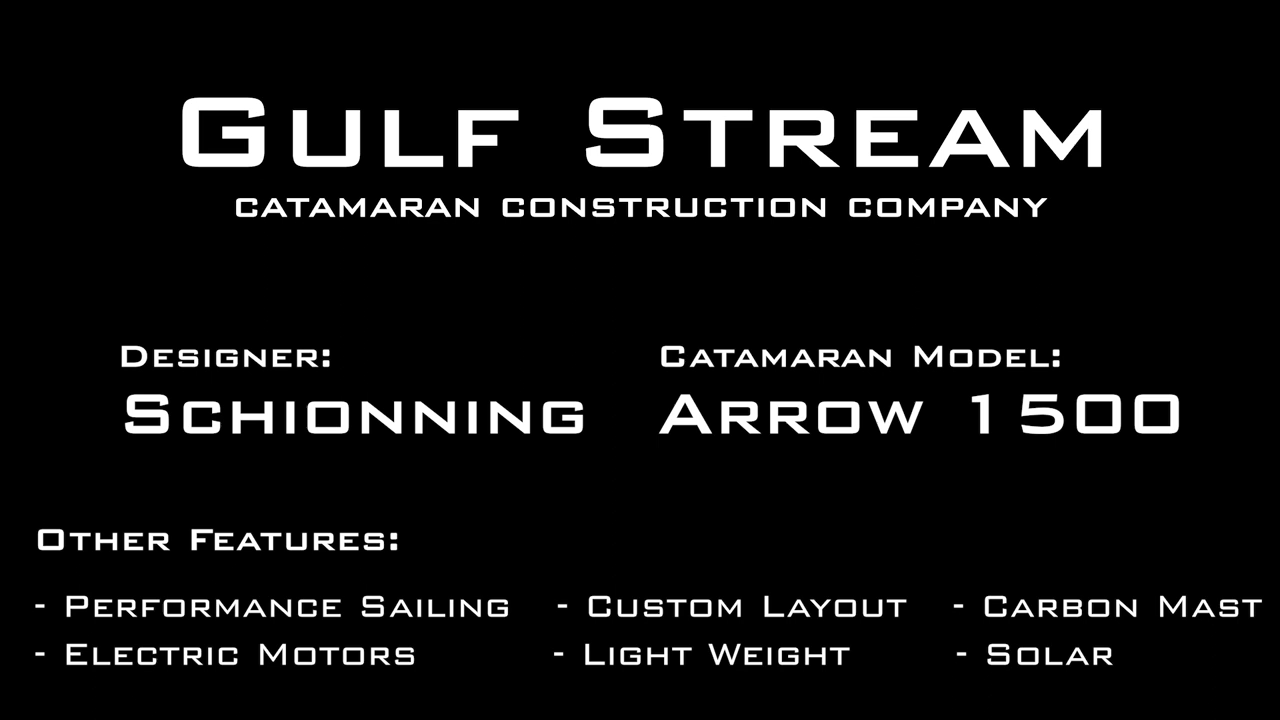 Gulf Stream
CATAMARAN CONSTRUCTION COMPANY
Designer: Catamaran Model:
Schionning Arrow 1500
Other Features:
- Performance Sailing - Custom Layout - Carbon Mast
- Electric Motors - Light Weight - Solar